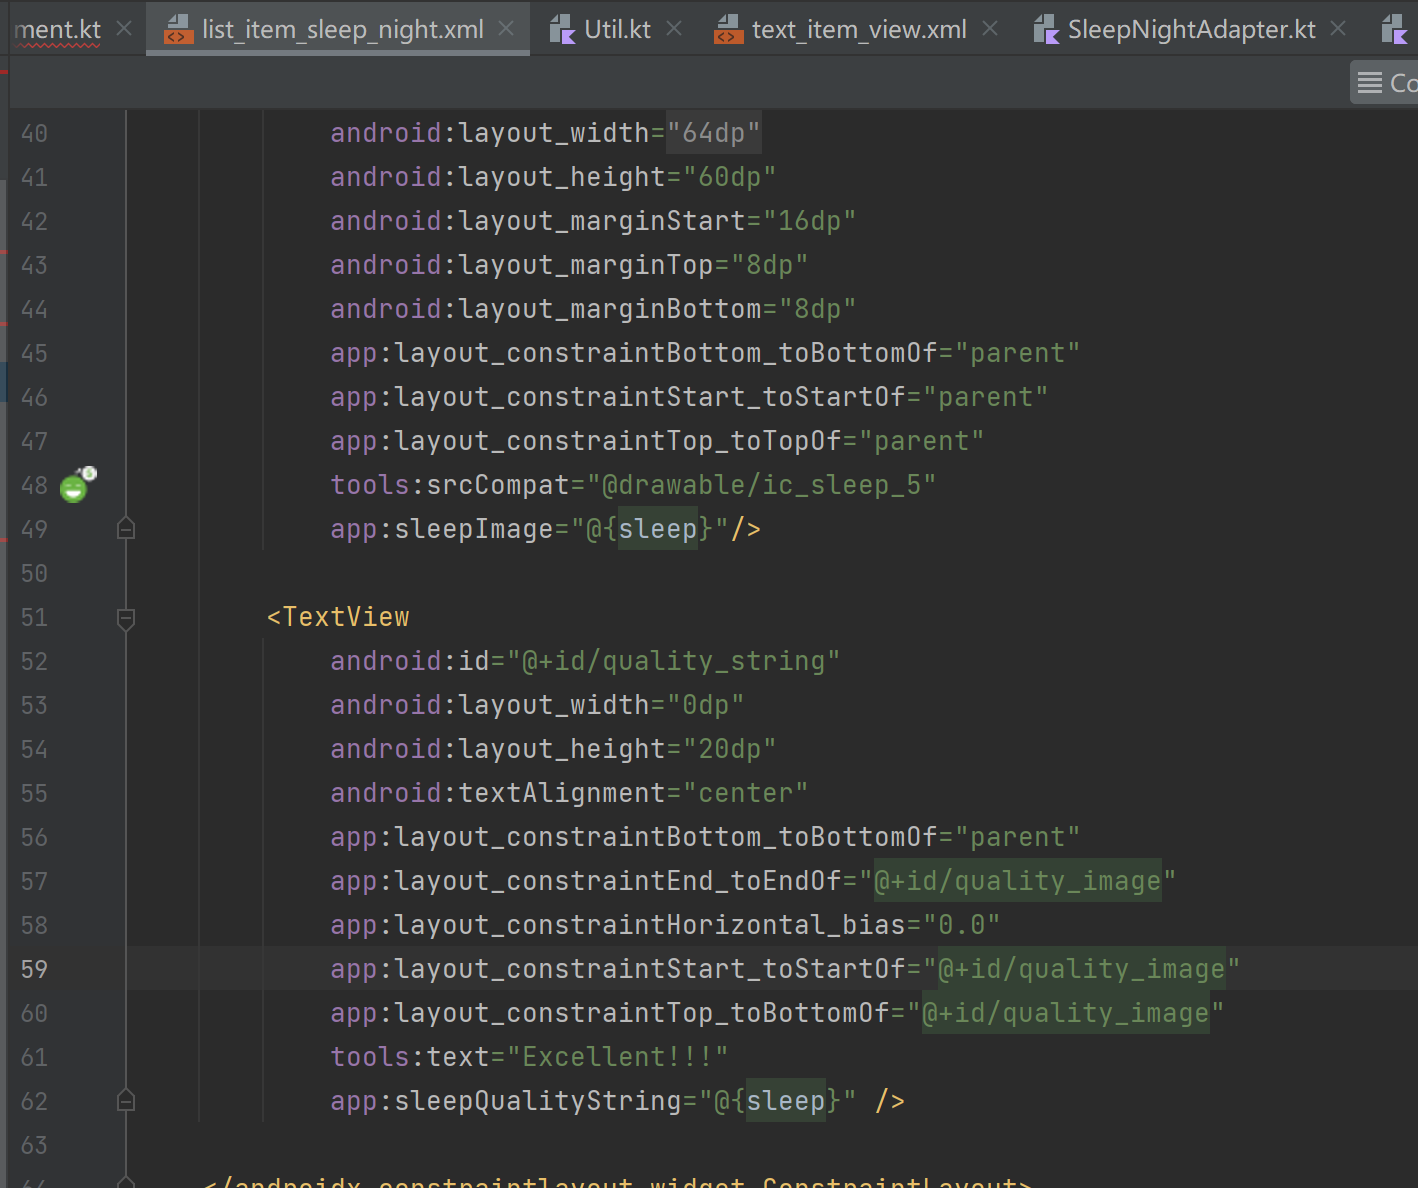 ment.kt list_item_sleep_night.xml Util.kt text_item_view.xml SleepNightAdapter.kt
Co
40 android:layout_width="64dp"
41 android:layout_height="60dp"
42 android:layout_marginStart="16dp"
43 android:layout_marginTop="8dp"
44 android:layout_marginBottom="8dp"
45 app:layout_constraintBottom_toBottomOf="parent"
46 app:layout_constraintStart_toStartOf="parent"
47 app:layout_constraintTop_toTopOf="parent"
48 tools:srcCompat="@drawable/ic_sleep_5"
49 app:sleepImage="@{sleep}"/>
50
51 <TextView
52 android:id="@+id/quality_string"
53 android:layout_width="0dp"
54 android:layout_height="20dp"
55 android:textAlignment="center"
56 app:layout_constraintBottom_toBottomOf="parent"
57 app:layout_constraintEnd_toEndOf="@+id/quality_image"
58 app:layout_constraintHorizontal_bias="0.0"
59 app:layout_constraintStart_toStartOf="@+id/quality_image"
60 app:layout_constraintTop_toBottomOf="@+id/quality_image"
61 tools:text="Excellent!!!"
62 app:sleepQualityString="@{sleep}" />
63
64 </androidx.constraintlayout.widget.ConstraintLayout>